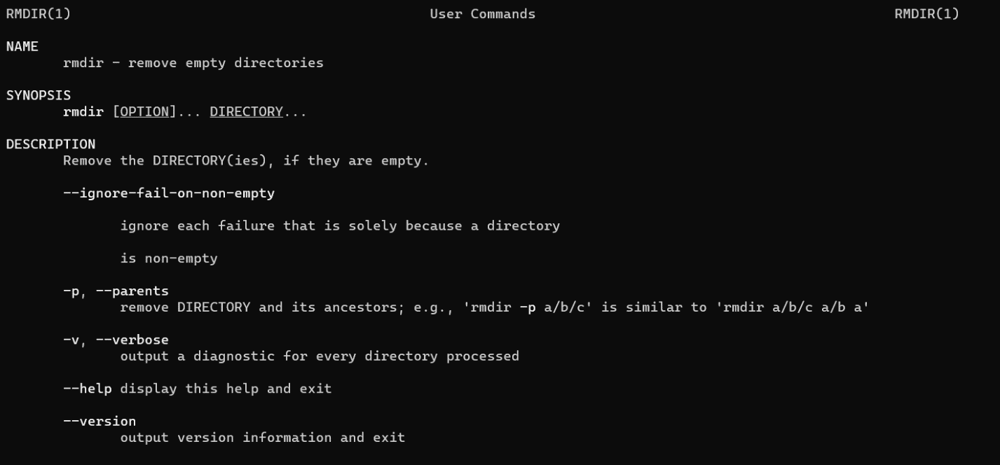 RMDIR(1) User Commands RMDIR(1)
NAME
rmdir - remove empty directories
SYNOPSIS
rmdir [OPTION]... DIRECTORY...
DESCRIPTION
Remove the DIRECTORY(ies), if they are empty.
--ignore-fail-on-non-empty
ignore each failure that is solely because a directory
is non-empty
-p, --parents
remove DIRECTORY and its ancestors; e.g., 'rmdir -p a/b/c' is similar to 'rmdir a/b/c a/b a'
-v, --verbose
output a diagnostic for every directory processed
--help display this help and exit
--version
output version information and exit